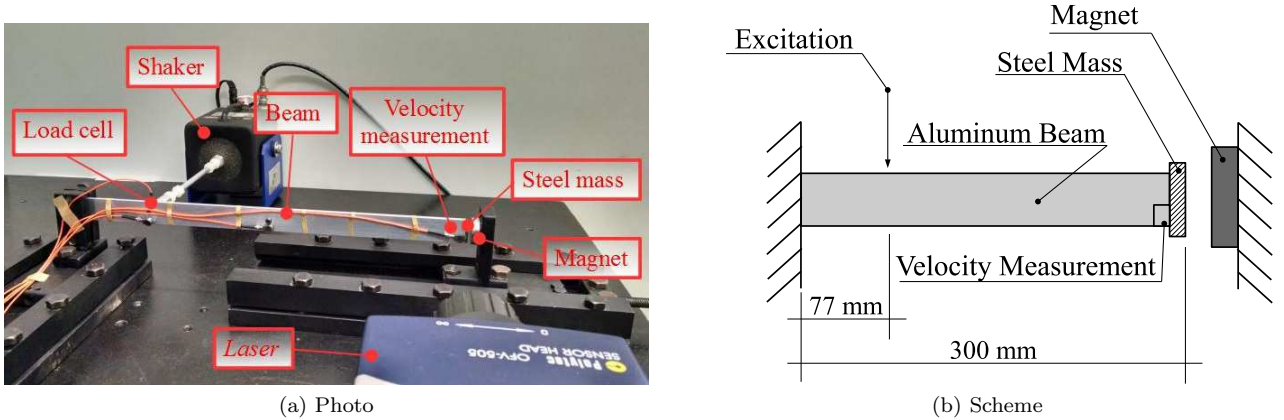 Shaker
Load cell
Beam
Velocity
measurement
Steel mass
Magnet
Laser
0 ∞
Polytec
OFV-505
SENSOR HEAD
(a) Photo
Magnet
Excitation
Steel Mass
Aluminum Beam
Velocity Measurement
77 mm
300 mm
(b) Scheme